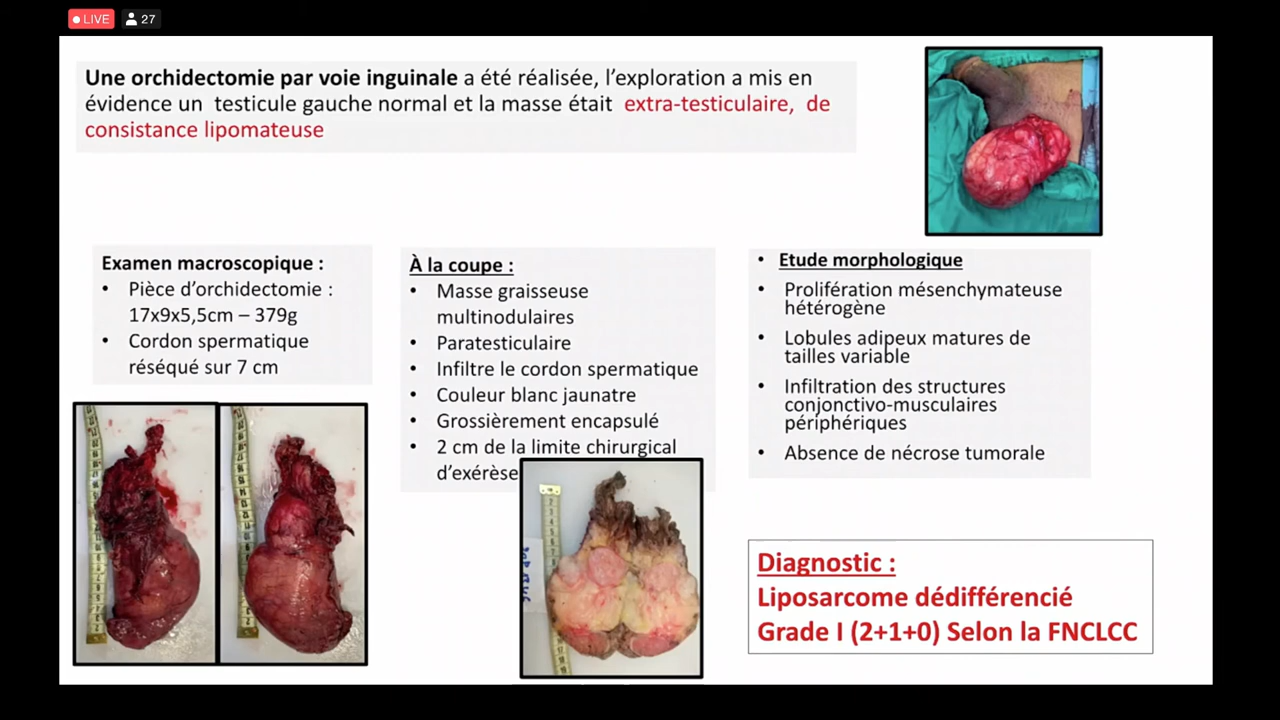 LIVE 27
Une orchidectomie par voie inguinale a été réalisée, l’exploration a mis en
évidence un testicule gauche normal et la masse était extra-testiculaire, de
consistance lipomateuse
Examen macroscopique :
• Pièce d’orchidectomie :
17x9x5,5cm – 379g
• Cordon spermatique
réséqué sur 7 cm
À la coupe :
• Masse graisseuse
multinodulaires
• Paratesticulaire
• Infiltre le cordon spermatique
• Couleur blanc jaunatre
• Grossièrement encapsulé
• 2 cm de la limite chirurgical
d’exérèse
• Etude morphologique
• Prolifération mésenchymateuse
hétérogène
• Lobules adipeux matures de
tailles variable
• Infiltration des structures
conjonctivo-musculaires
périphériques
• Absence de nécrose tumorale
Diagnostic :
Liposarcome dédifférencié
Grade I (2+1+0) Selon la FNCLCC